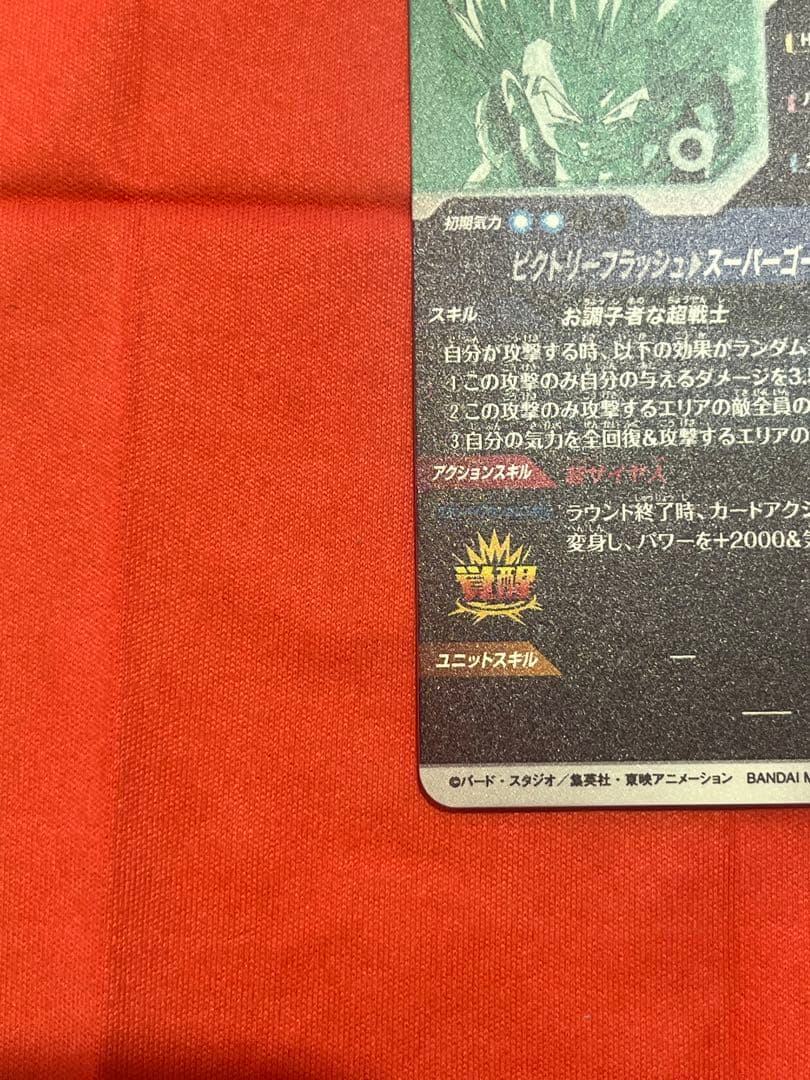 初期気力
ビクトリーフラッシュ▶スーパーゴー
スキル お調子者な超戦士
自分が攻撃する時、以下の効果がランダム
1 この攻撃のみ自分の与えるダメージを3.
2 この攻撃のみ攻撃するエリアの敵全員の
3 自分の気力を全回復&攻撃するエリアの
アクションスキル 超サイヤ人
ラウンド終了時、カードアクシ
変身し、パワーを+2000&
覚醒
ユニットスキル
©バード・スタジオ／集英社・東映アニメーション BANDAI